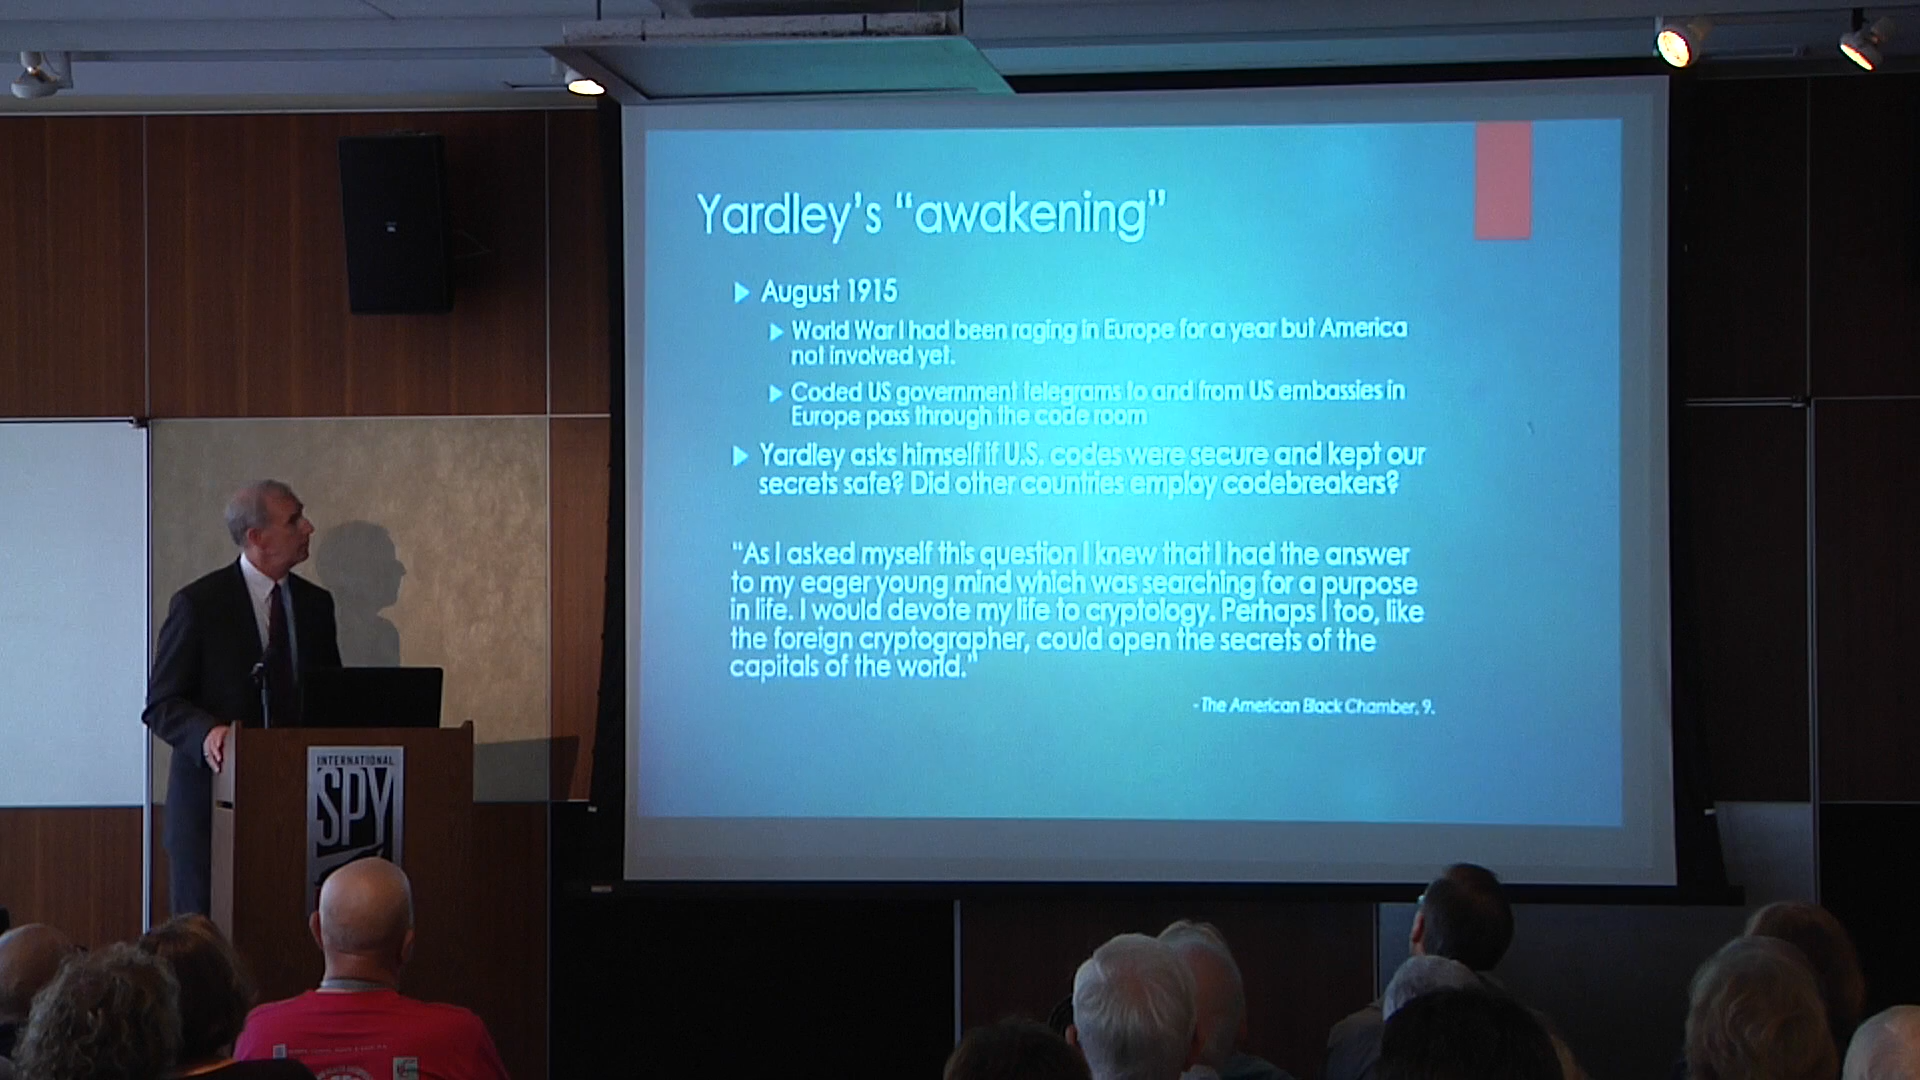 Yardley's "awakening"
August 1915
World War I had been raging in Europe for a year but America
not involved yet.
Coded US government telegrams to and from US embassies in
Europe pass through the code room
Yardley asks himself if U.S. codes were secure and kept our
secrets safe? Did other countries employ codebreakers?
"As I asked myself this question I knew that I had the answer
to my eager young mind which was searching for a purpose
in life. I would devote my life to cryptology. Perhaps I too, like
the foreign cryptographer, could open the secrets of the
capitals of the world."
- The American Black Chamber, 9.
INTERNATIONAL
SPY